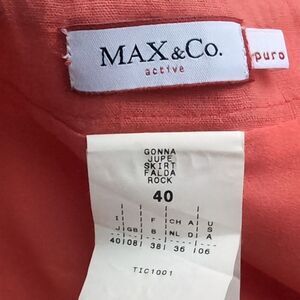 MAX&Co.
active
puro
GONNA
JUPE
SKIRT
FALDA
ROCK
40
I F CH A U
J GB B NL D S A
40 08 38 36 06
TIC1001